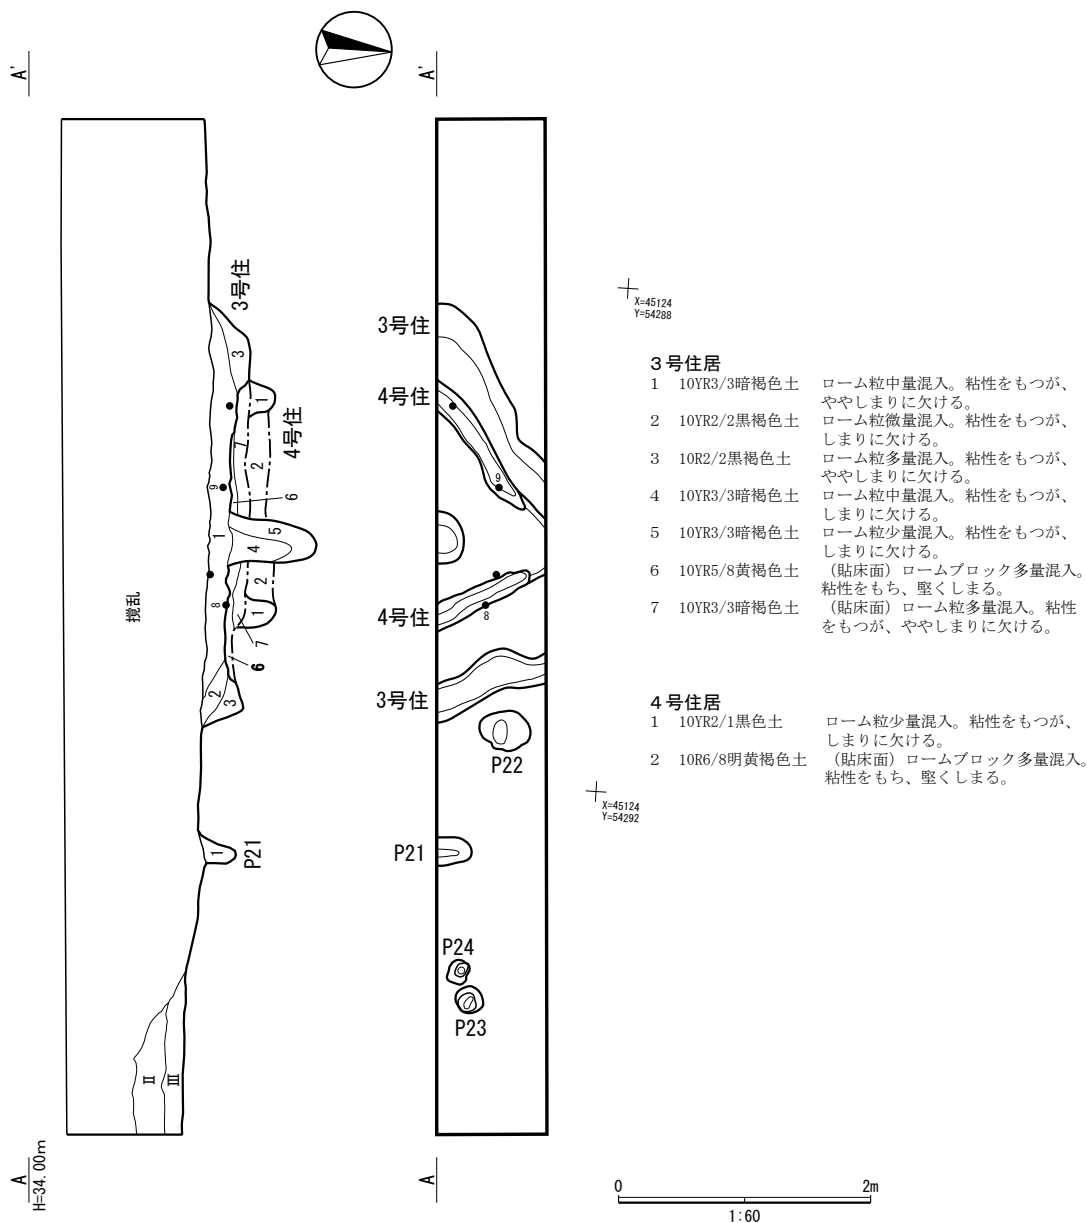 A'
A'
3号住
3
1
4号住
7
2
9
6
1
5
4
2
8
1
7
6
2
3
撹乱
1
P21
Ⅱ
Ⅲ
A
H=34.00m
3号住
4号住
9
4号住
8
3号住
P22
P21
P24
P23
A
X=45124
Y=54288
3号住居
1 10YR3/3暗褐色土 ローム粒中量混入。粘性をもつが、
ややしまりに欠ける。
2 10YR2/2黒褐色土 ローム粒微量混入。粘性をもつが、
しまりに欠ける。
3 10R2/2黒褐色土 ローム粒多量混入。粘性をもつが、
ややしまりに欠ける。
4 10YR3/3暗褐色土 ローム粒中量混入。粘性をもつが、
しまりに欠ける。
5 10YR3/3暗褐色土 ローム粒少量混入。粘性をもつが、
しまりに欠ける。
6 10YR5/8黄褐色土 (貼床面)ロームブロック多量混入。
粘性をもち、堅くしまる。
7 10YR3/3暗褐色土 (貼床面)ローム粒多量混入。粘性
をもつが、ややしまりに欠ける。
4号住居
1 10YR2/1黒色土 ローム粒少量混入。粘性をもつが、
しまりに欠ける。
2 10R6/8明黄褐色土 (貼床面)ロームブロック多量混入。
粘性をもち、堅くしまる。
X=45124
Y=54292
0 2m
1:60